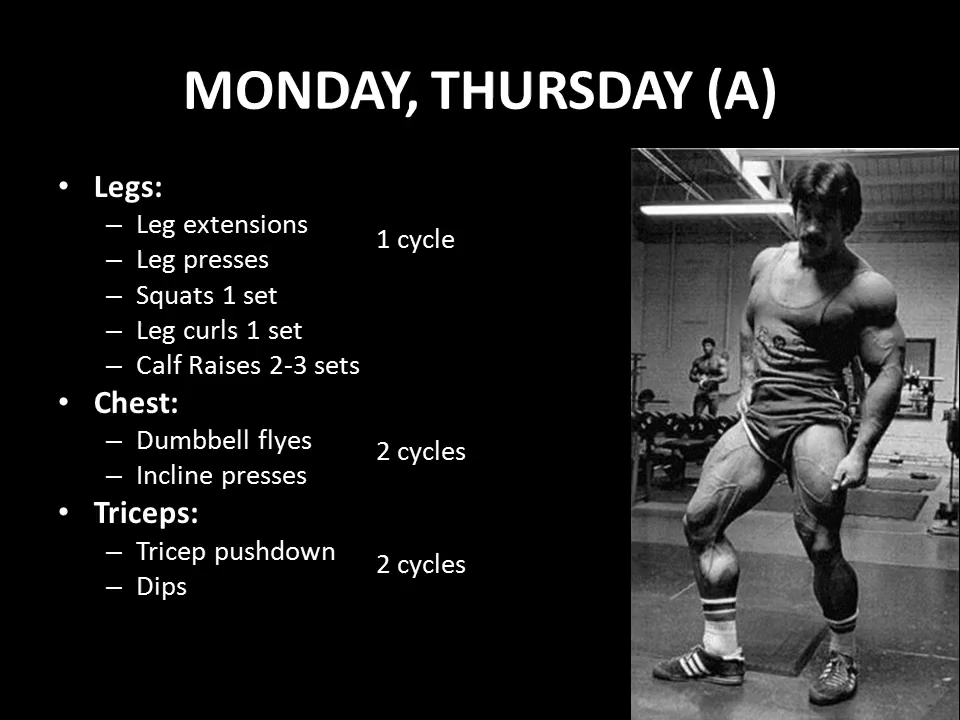 MONDAY, THURSDAY (A)
• Legs:
– Leg extensions
– Leg presses
1 cycle
– Squats 1 set
– Leg curls 1 set
– Calf Raises 2-3 sets
• Chest:
– Dumbbell flyes
– Incline presses
2 cycles
• Triceps:
– Tricep pushdown
– Dips
2 cycles